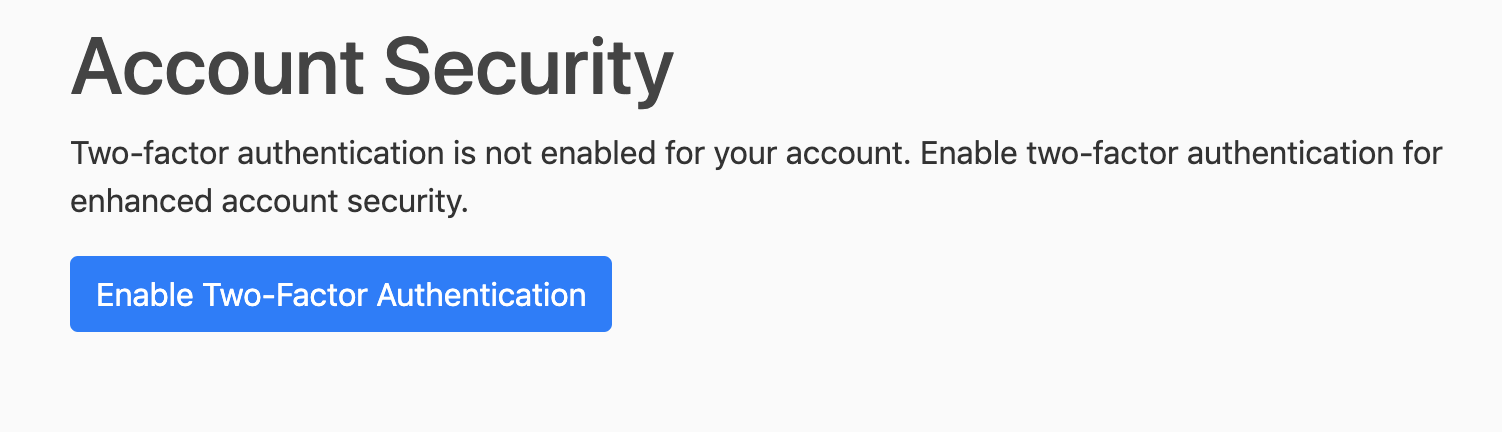 Account Security
Two-factor authentication is not enabled for your account. Enable two-factor authentication for
enhanced account security.
Enable Two-Factor Authentication